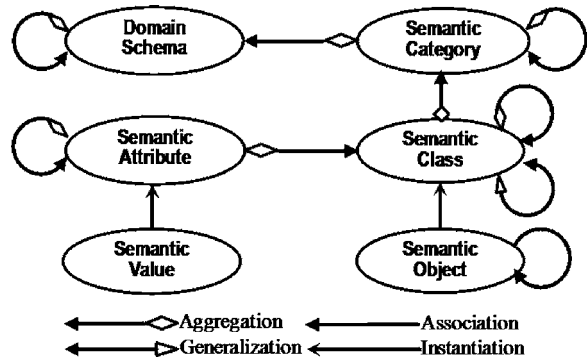 Domain
Schema
Semantic
Category
Semantic
Attribute
Semantic
Class
Semantic
Value
Semantic
Object
Aggregation
Association
Generalization
Instantiation